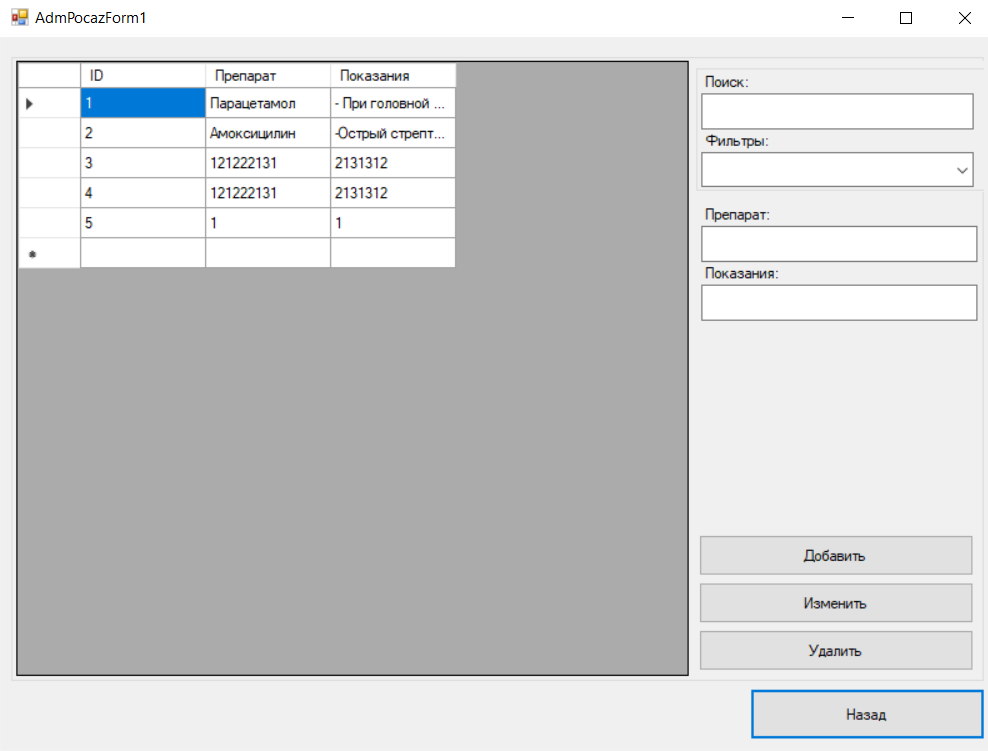 AdmPocazForm1
ID Препарат Показания
1 Парацетамол - При головной ...
2 Амоксицилин -Острый стрепт...
3 121222131 2131312
4 121222131 2131312
5 1 1
Поиск:
Фильтры:
Препарат:
Показания:
Добавить
Изменить
Удалить
Назад